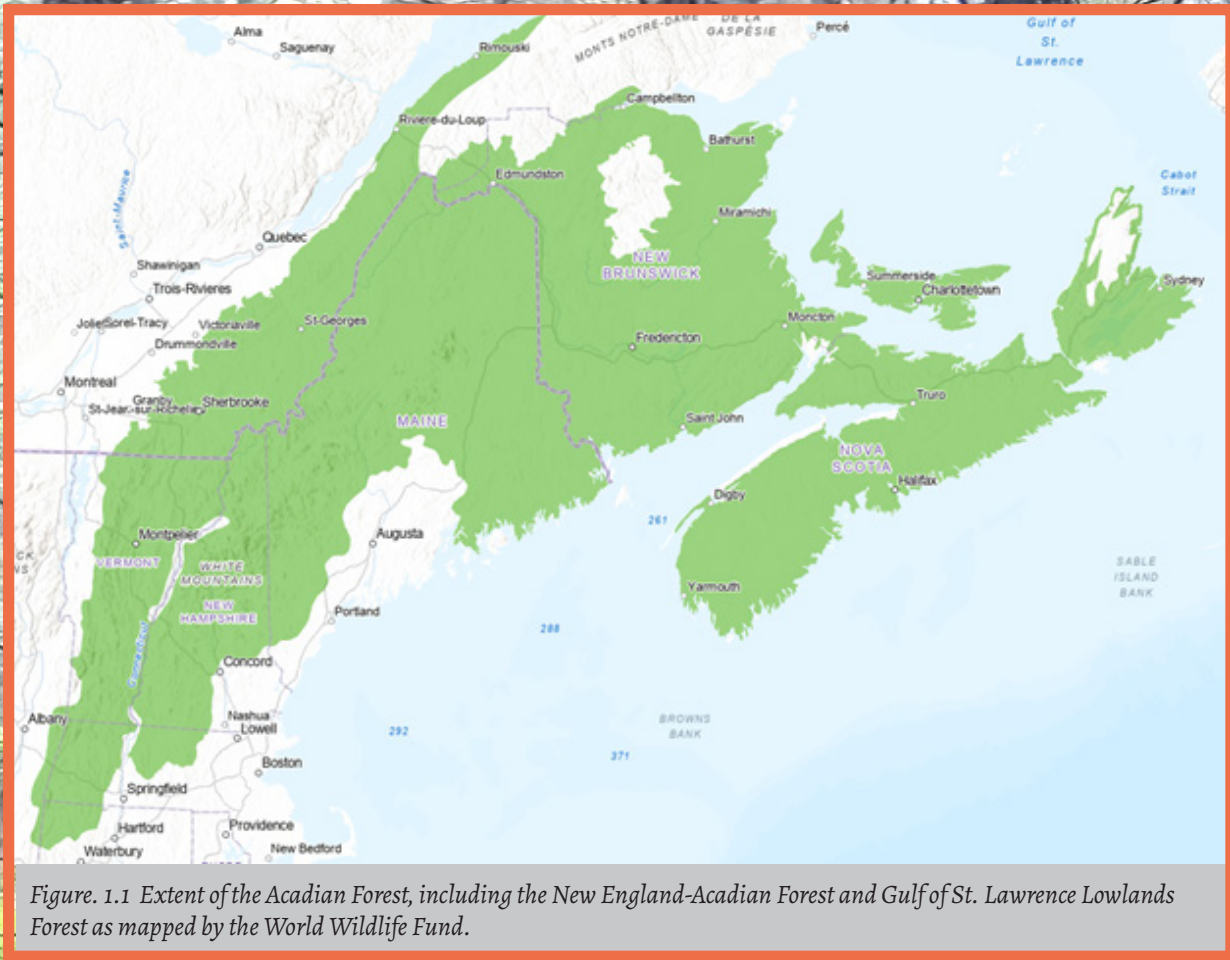 MONTS NOTRE-DAME
DE LA
GASPÉSIE
Percé
Gulf of
St.
Lawrence
Alma
Saguenay
Rimouski
Campbellton
Riviere-du-Loup
Bathurst
Edmundston
Cabot
Strait
Saint-Maurice
Miramichi
Quebec
NEW
BRUNSWICK
Shawinigan
Summerside
Sydney
Trois-Rivieres
Charlottetown
Joliet
Sorel-Tracy
Victoriaville
St-Georges
Moncton
Drummondville
Fredericton
Montreal
Granby
St-Jean-sur-Richelieu
Sherbrooke
Truro
MAINE
Saint John
NOVA
SCOTIA
Halifax
Digby
261
Montpelier
Augusta
VERMONT
WHITE
MOUNTAINS
SABLE
ISLAND
BANK
Yarmouth
NEW
HAMPSHIRE
Portland
288
Connecticut
Concord
Albany
Nashua
Lowell
BROWNS
BANK
292
371
Boston
Springfield
Hartford
Providence
Waterbury
New Bedford
Figure. 1.1 Extent of the Acadian Forest, including the New England-Acadian Forest and Gulf of St. Lawrence Lowlands
Forest as mapped by the World Wildlife Fund.